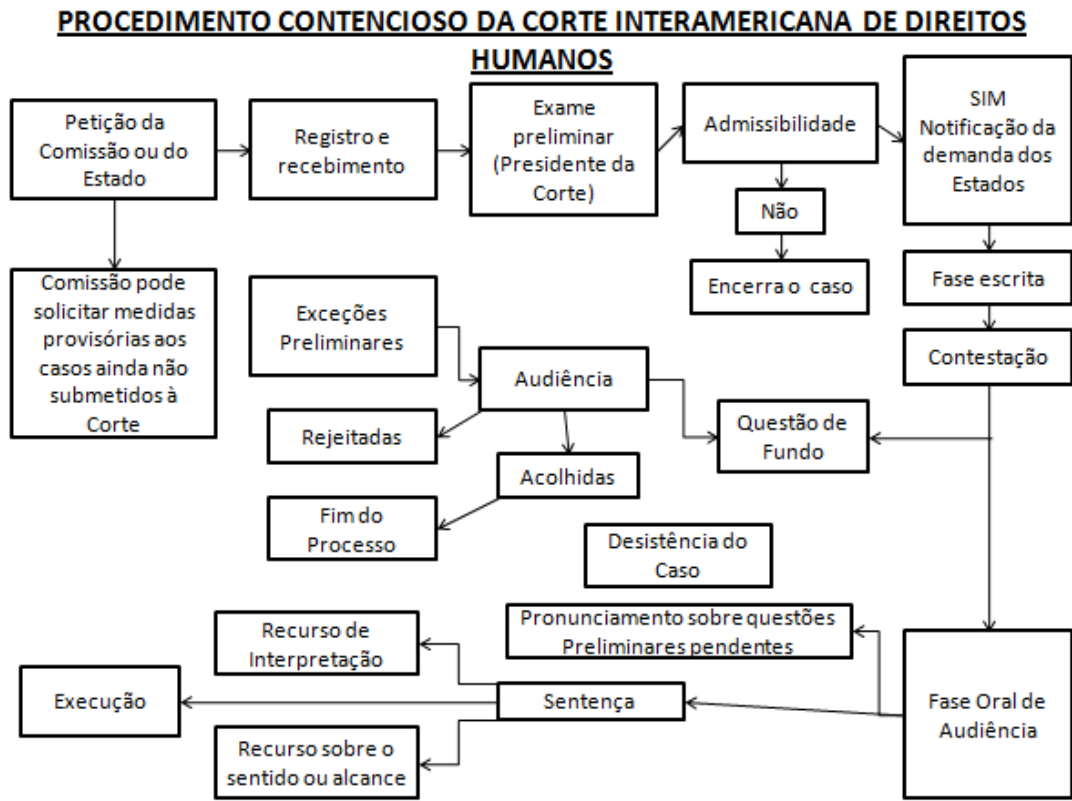 PROCEDIMENTO CONTENCIOSO DA CORTE INTERAMERICANA DE DIREITOS
HUMANOS
Petição da
Comissão ou do
Estado
Registro e
recebimento
Exame
preliminar
(Presidente da
Corte)
Admissibilidade
SIM
Notificação da
demanda dos
Estados
Não
Encerra o caso
Fase escrita
Contestação
Comissão pode
solicitar medidas
provisórias aos
casos ainda não
submetidos à
Corte
Exceções
Preliminares
Audiência
Rejeitadas
Acolhidas
Questão de
Fundo
Fim do
Processo
Desistência do
Caso
Pronunciamento sobre questões
Preliminares pendentes
Recurso de
Interpretação
Execução
Sentença
Fase Oral de
Audiência
Recurso sobre o
sentido ou alcance